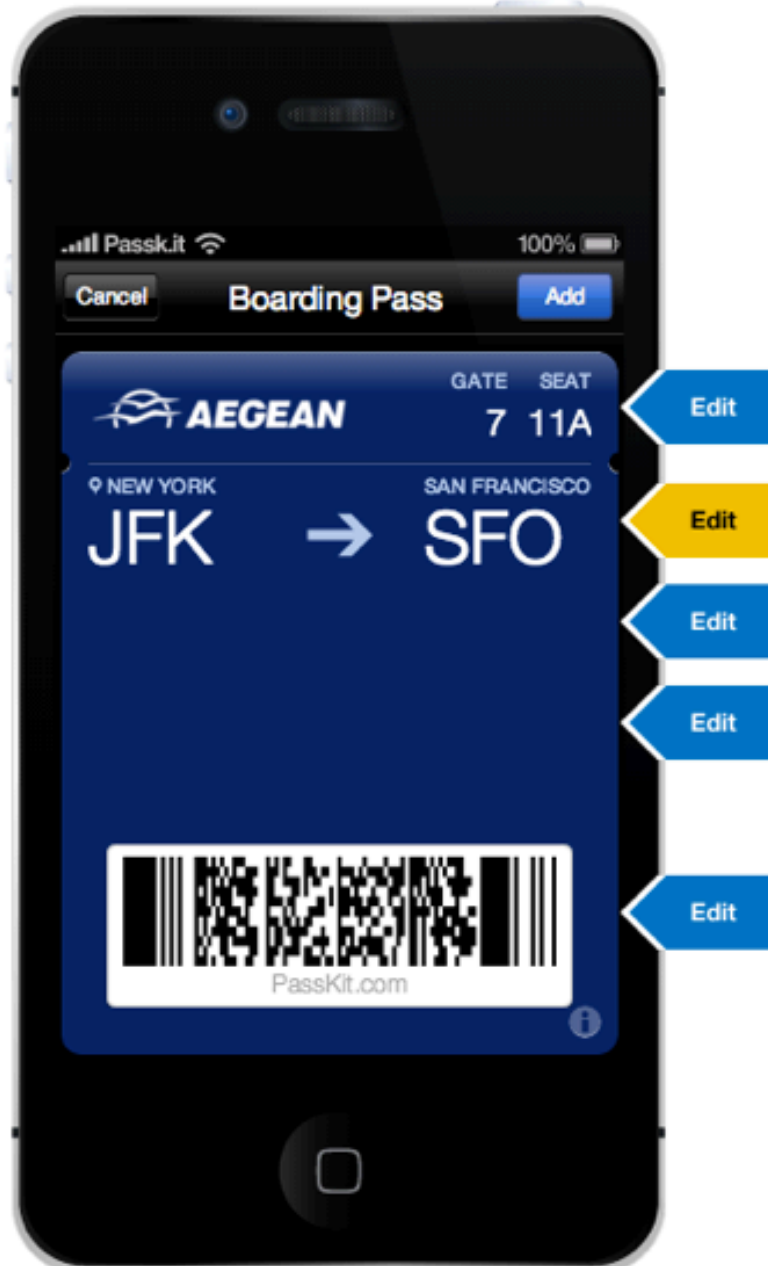 Passk.it 100%
Cancel Boarding Pass Add
GATE SEAT
AEGEAN 7 11A Edit
NEW YORK SAN FRANCISCO
JFK → SFO Edit
Edit
Edit
Edit
PassKit.com